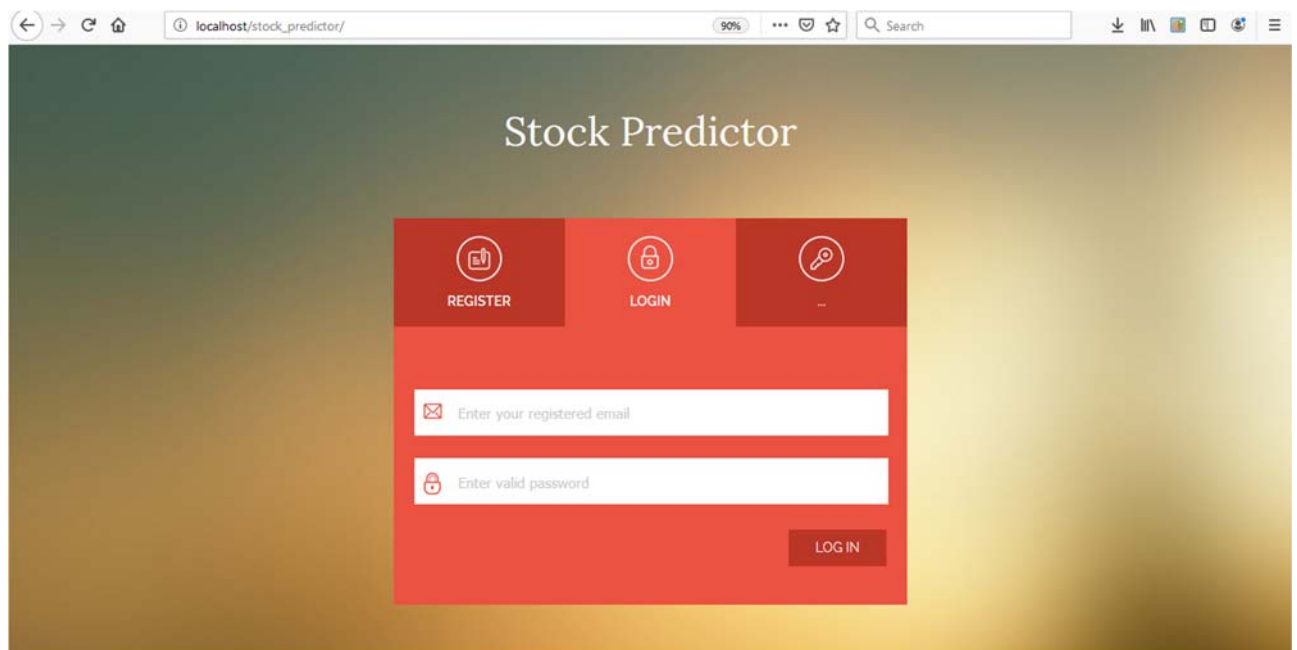 localhost/stock_predictor/
90%
Search
Stock Predictor
REGISTER
LOGIN
...
Enter your registered email
Enter valid password
LOG IN